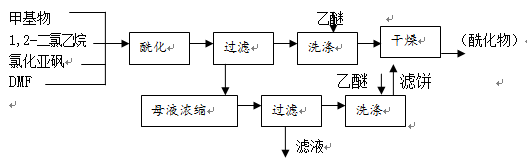 甲基物
1,2-二氯乙烷
氯化亚砜
DMF
酰化
过滤
乙醚
洗涤
干燥
(酰化物)
母液浓缩
过滤
乙醚
洗涤
滤饼
滤液